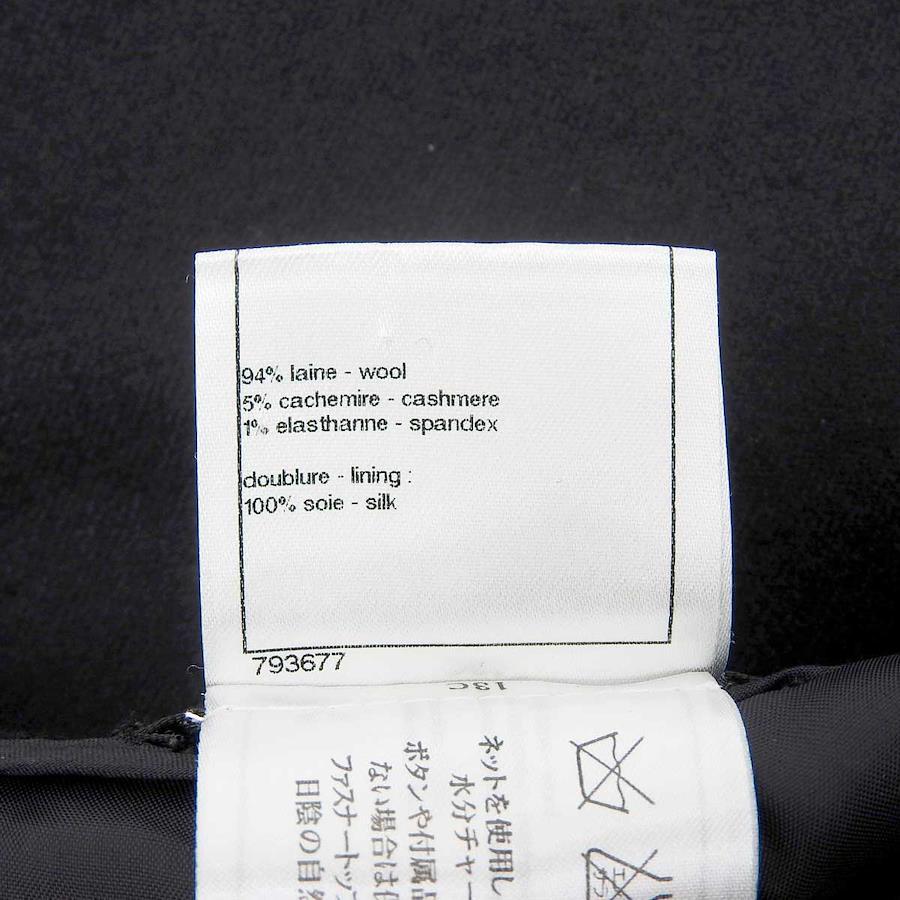 94% laine - wool
5% cachemire - cashmere
1% elasthanne - spandex
doublure - lining :
100% soie - silk
793677
13C
ネットを使用し
水分チャー
ボタンや付属品
ない場合は
ファスナートッ
日陰の自然